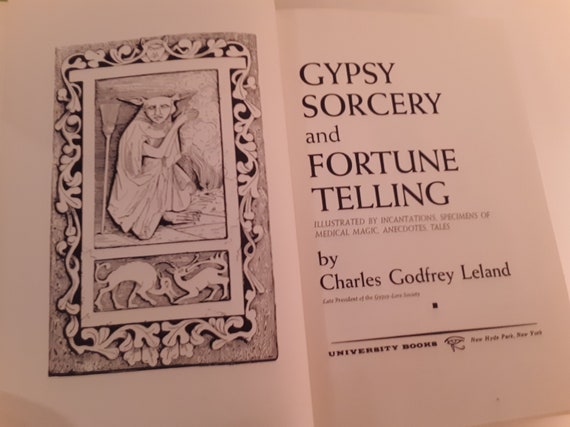 GYPSY
SORCERY
and
FORTUNE
TELLING
ILLUSTRATED BY INCANTATIONS, SPECIMENS OF
MEDICAL MAGIC, ANECDOTES, TALES
by
Charles Godfrey Leland
Late President of the Gypsy-Lore Society
UNIVERSITY BOOKS New Hyde Park, New York